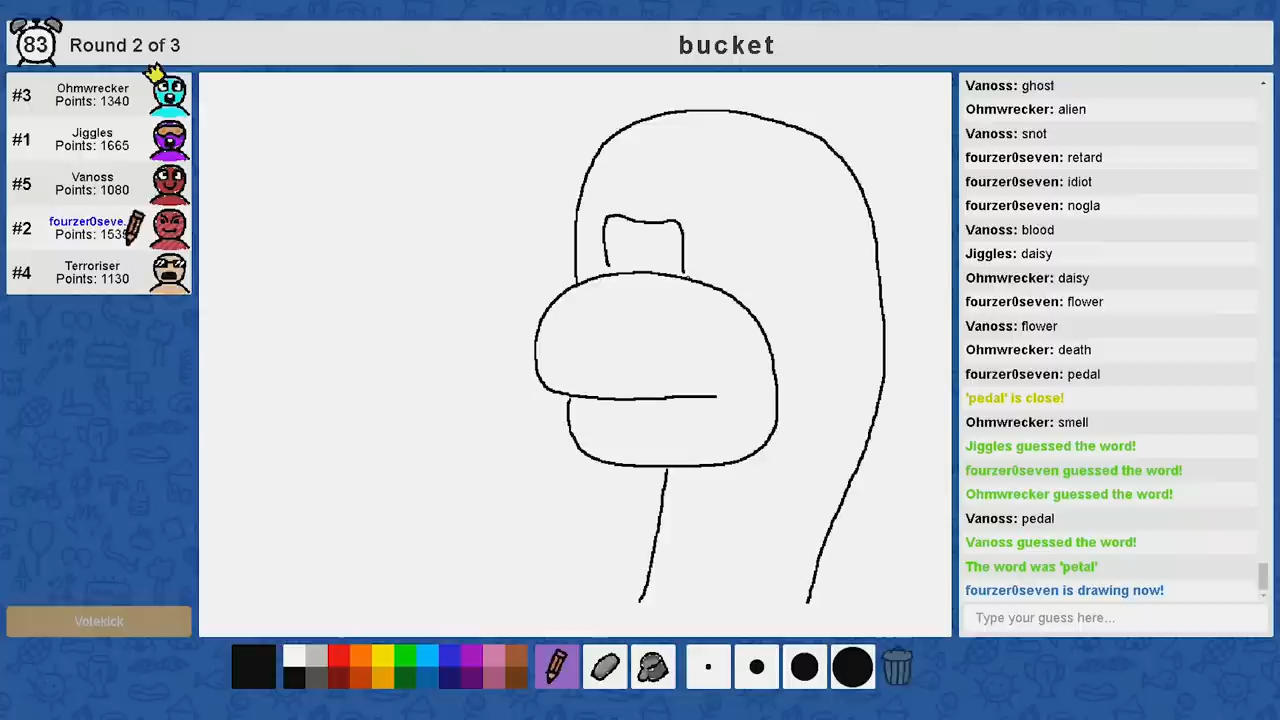 83
Round 2 of 3
bucket
#3 Ohmwrecker
Points: 1340
#1 Jiggles
Points: 1665
#5 Vanoss
Points: 1080
#2 fourzer0seve.
Points: 1535
#4 Terroriser
Points: 1130
Votekick
Vanoss: ghost
Ohmwrecker: alien
Vanoss: snot
fourzer0seven: retard
fourzer0seven: idiot
fourzer0seven: nogla
Vanoss: blood
Jiggles: daisy
Ohmwrecker: daisy
fourzer0seven: flower
Vanoss: flower
Ohmwrecker: death
fourzer0seven: pedal
'pedal' is close!
Ohmwrecker: smell
Jiggles guessed the word!
fourzer0seven guessed the word!
Ohmwrecker guessed the word!
Vanoss: pedal
Vanoss guessed the word!
The word was 'petal'
fourzer0seven is drawing now!
Type your guess here...